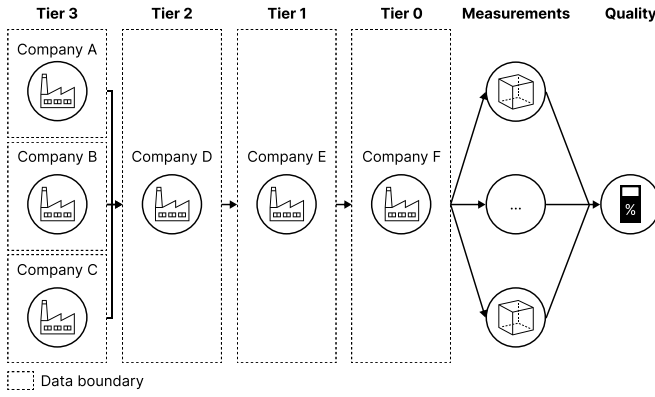 Tier 3 Tier 2 Tier 1 Tier 0 Measurements Quality
Company A
Company B Company D Company E Company F
...
%
Company C
Data boundary